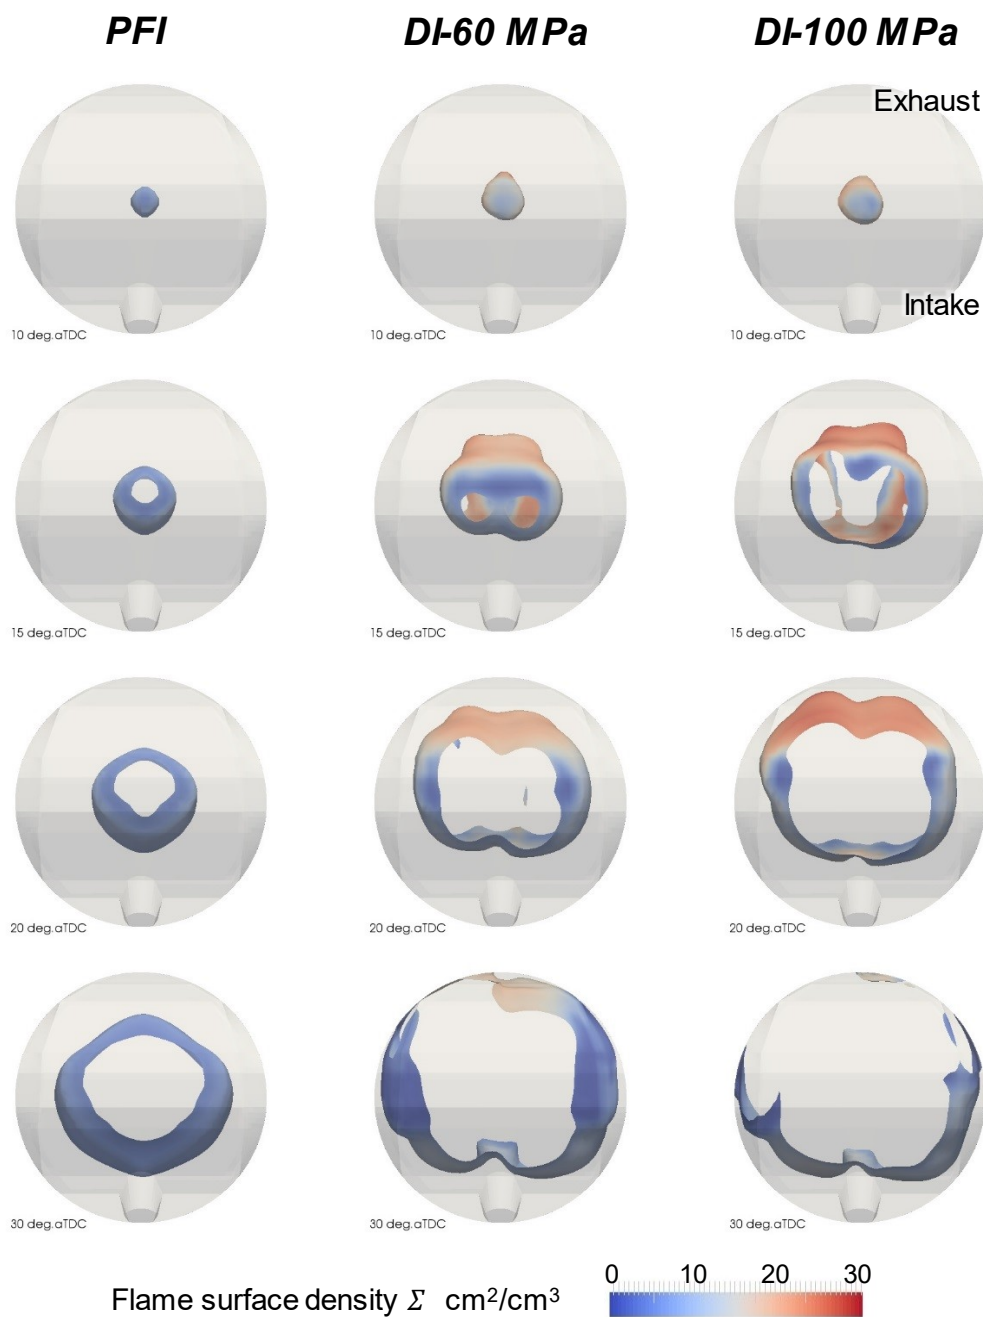 PFI DI-60 MPa DI-100 MPa
Exhaust
Intake
10 deg.aTDC 10 deg.aTDC 10 deg.aTDC
15 deg.aTDC 15 deg.aTDC 15 deg.aTDC
20 deg.aTDC 20 deg.aTDC 20 deg.aTDC
30 deg.aTDC 30 deg.aTDC 30 deg.aTDC
0 10 20 30
Flame surface density Σ cm²/cm³